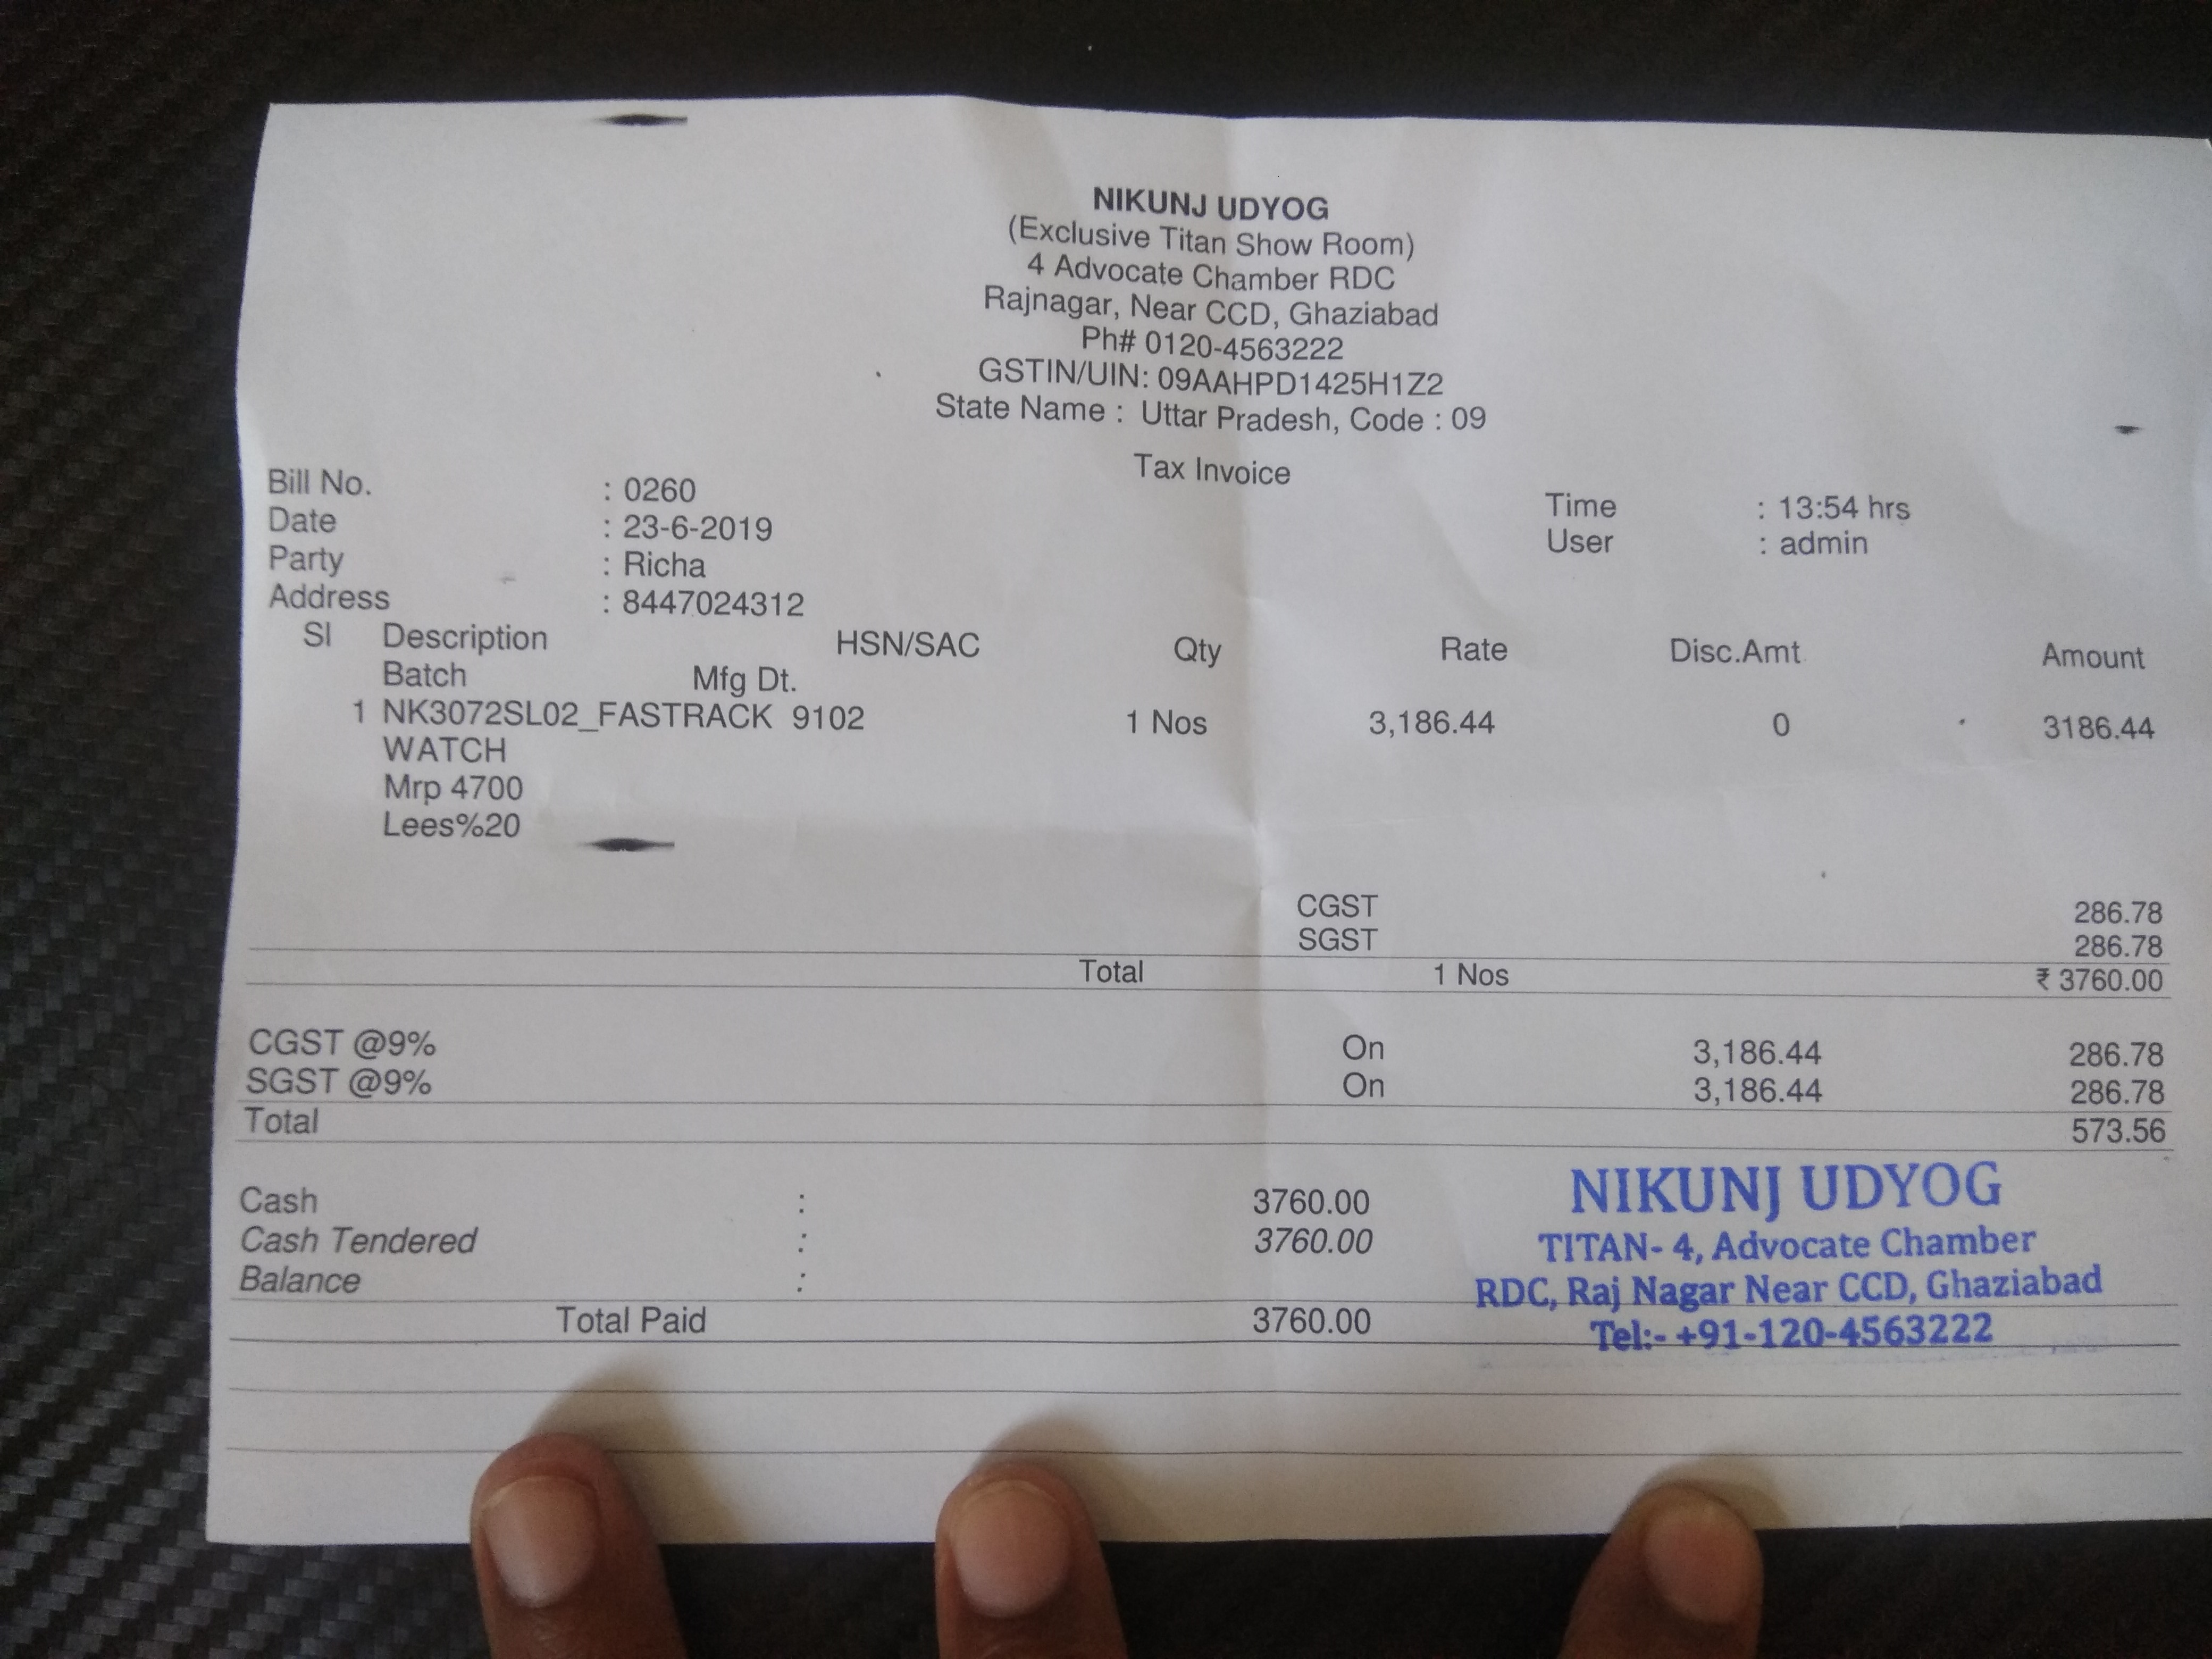 NIKUNJ UDYOG
(Exclusive Titan Show Room)
4 Advocate Chamber RDC
Rajnagar, Near CCD, Ghaziabad
Ph# 0120-4563222
GSTIN/UIN: 09AAHPD1425H1Z2
State Name : Uttar Pradesh, Code : 09
Tax Invoice
Bill No. : 0260
Date : 23-6-2019
Party : Richa
Address : 8447024312
Time : 13:54 hrs
User : admin
Sl Description HSN/SAC Qty Rate Disc.Amt Amount
Batch Mfg Dt.
1 NK3072SL02_FASTRACK 9102 1 Nos 3,186.44 0 3186.44
WATCH
Mrp 4700
Lees%20
CGST 286.78
SGST 286.78
Total 1 Nos ₹ 3760.00
CGST @9% On 3,186.44 286.78
SGST @9% On 3,186.44 286.78
Total 573.56
Cash : 3760.00
Cash Tendered : 3760.00
Balance :
Total Paid 3760.00
NIKUNJ UDYOG
TITAN- 4, Advocate Chamber
RDC, Raj Nagar Near CCD, Ghaziabad
Tel:- +91-120-4563222